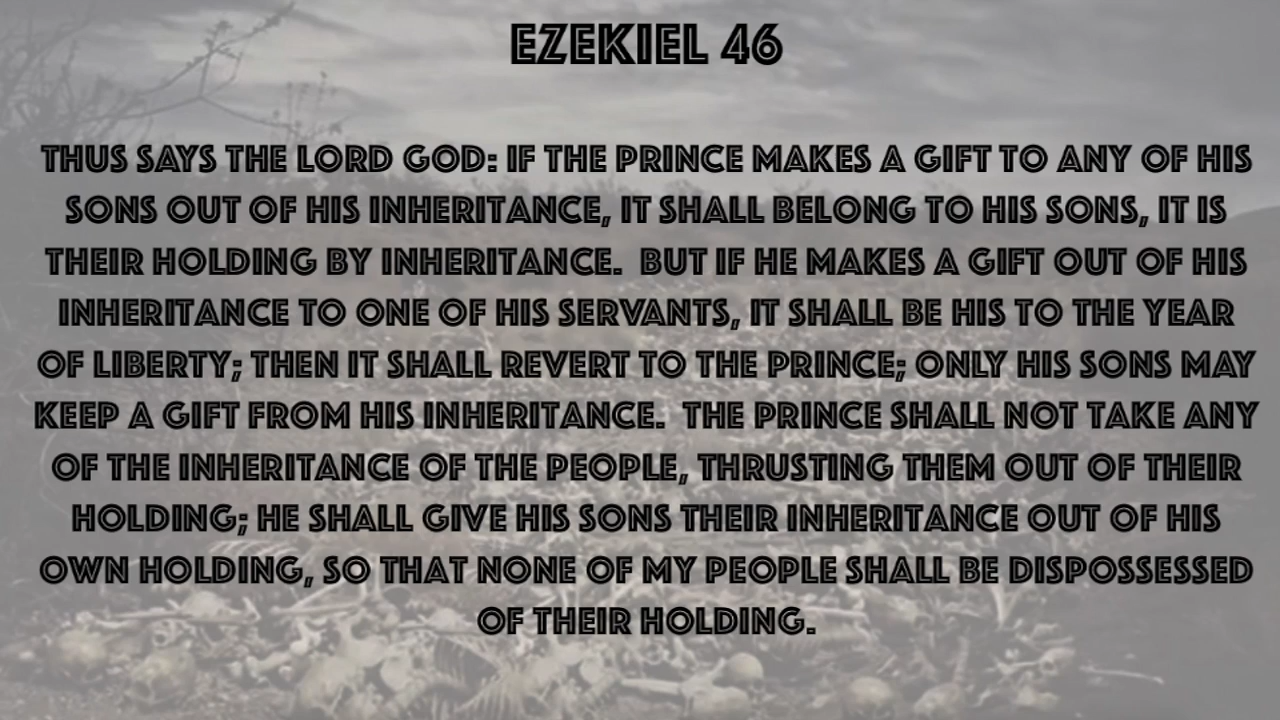 EZEKIEL 46
THUS SAYS THE LORD GOD: IF THE PRINCE MAKES A GIFT TO ANY OF HIS
SONS OUT OF HIS INHERITANCE, IT SHALL BELONG TO HIS SONS, IT IS
THEIR HOLDING BY INHERITANCE.  BUT IF HE MAKES A GIFT OUT OF HIS
INHERITANCE TO ONE OF HIS SERVANTS, IT SHALL BE HIS TO THE YEAR
OF LIBERTY; THEN IT SHALL REVERT TO THE PRINCE; ONLY HIS SONS MAY
KEEP A GIFT FROM HIS INHERITANCE.  THE PRINCE SHALL NOT TAKE ANY
OF THE INHERITANCE OF THE PEOPLE, THRUSTING THEM OUT OF THEIR
HOLDING; HE SHALL GIVE HIS SONS THEIR INHERITANCE OUT OF HIS
OWN HOLDING, SO THAT NONE OF MY PEOPLE SHALL BE DISPOSSESSED
OF THEIR HOLDING.